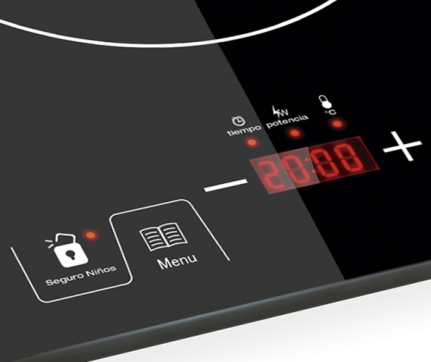 tiempo
potencia
W
°C
− 20:00 +
Seguro Niños
Menu